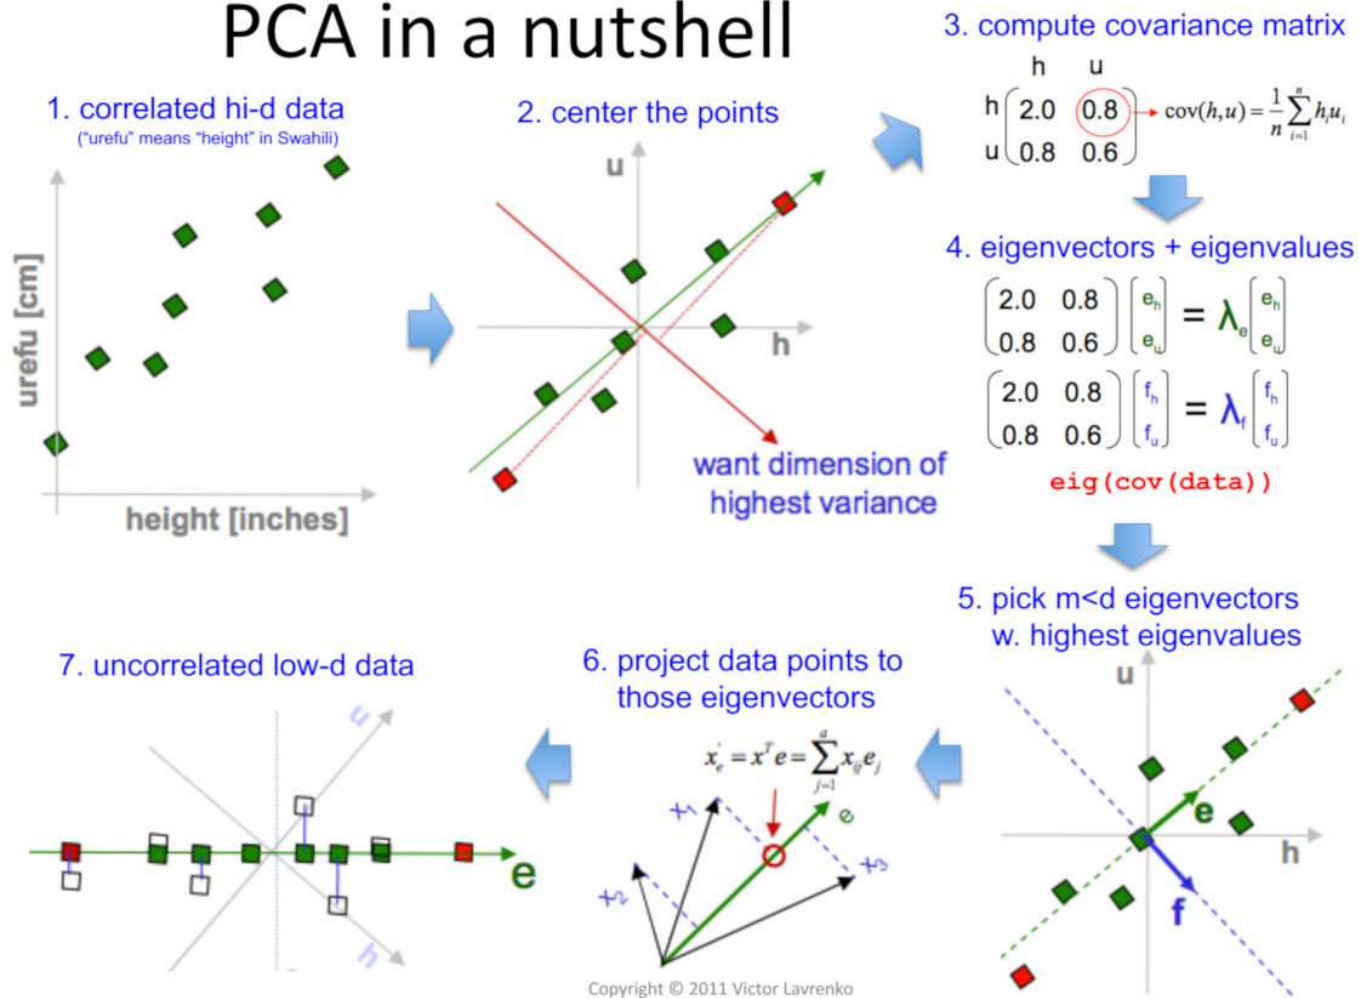 PCA in a nutshell
1. correlated hi-d data
("urefu" means "height" in Swahili)
urefu [cm]
height [inches]
2. center the points
u
h
want dimension of
highest variance
3. compute covariance matrix
h u
h 2.0 0.8 → cov(h,u) = 1/n ∑ i=1 n h_i u_i
u 0.8 0.6
4. eigenvectors + eigenvalues
2.0 0.8 e_h = λ_e e_h
0.8 0.6 e_u e_u
2.0 0.8 f_h = λ_f f_h
0.8 0.6 f_u f_u
eig(cov(data))
5. pick m<d eigenvectors
w. highest eigenvalues
u
e
h
f
6. project data points to
those eigenvectors
x'_e = x^T e = ∑ j=1 d x_ij e_j
x1
e
x2
x3
7. uncorrelated low-d data
u
e
h
Copyright © 2011 Victor Lavrenko